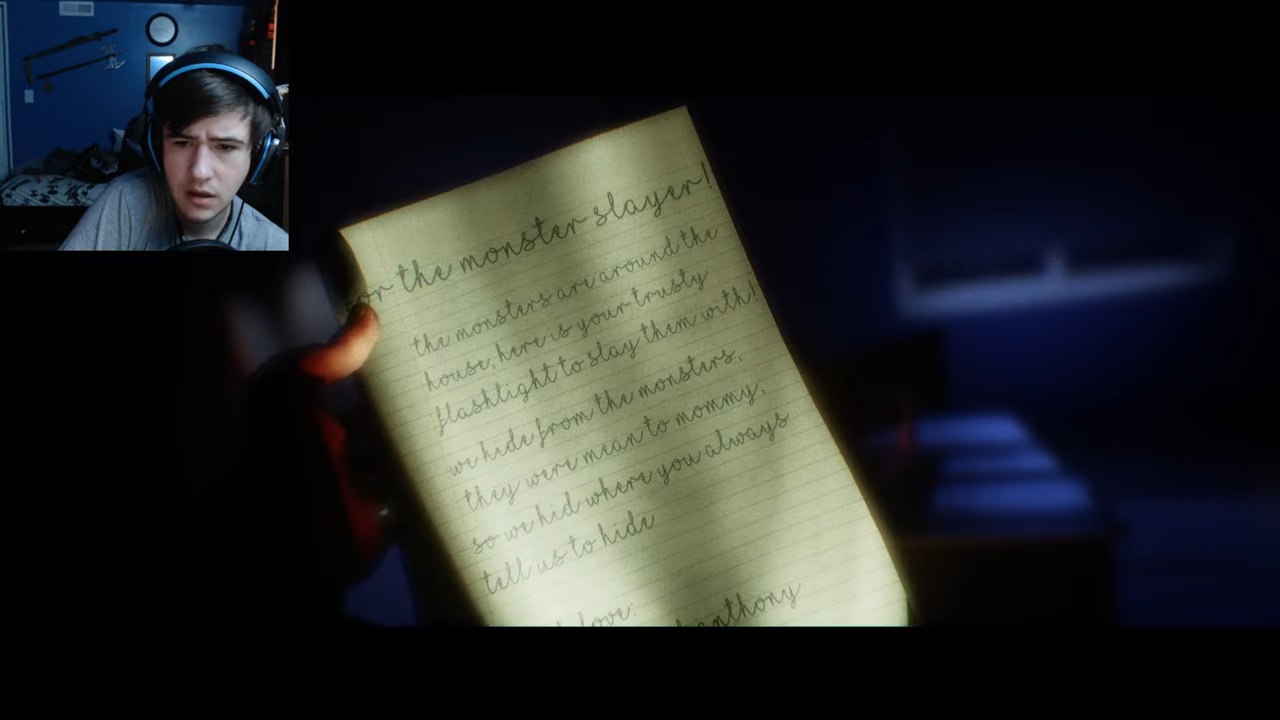 or the monster slayer!
the monsters are around the
house, here is your trusty
flashlight to slay them with!
we hide from the monsters,
they were mean to mommy,
so we hid where you always
tell us to hide
love:
anthony